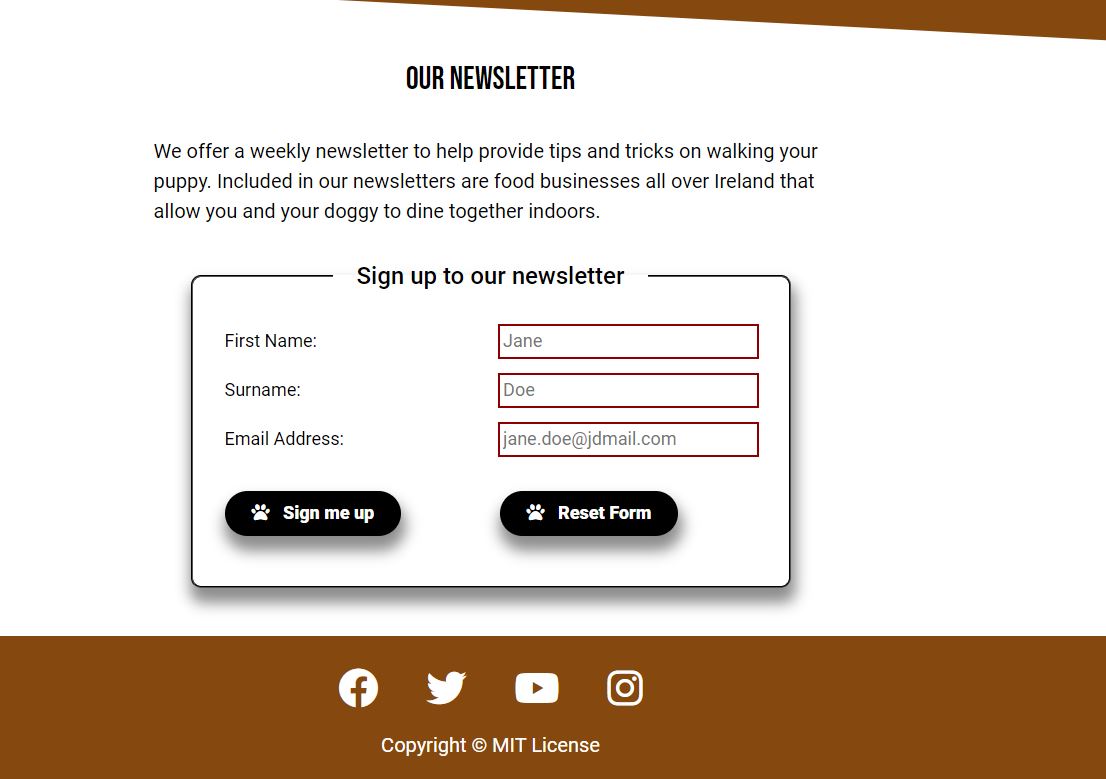 OUR NEWSLETTER
We offer a weekly newsletter to help provide tips and tricks on walking your
puppy. Included in our newsletters are food businesses all over Ireland that
allow you and your doggy to dine together indoors.
Sign up to our newsletter
First Name:
Jane
Surname:
Doe
Email Address:
jane.doe@jdmail.com
Sign me up
Reset Form
Copyright © MIT License